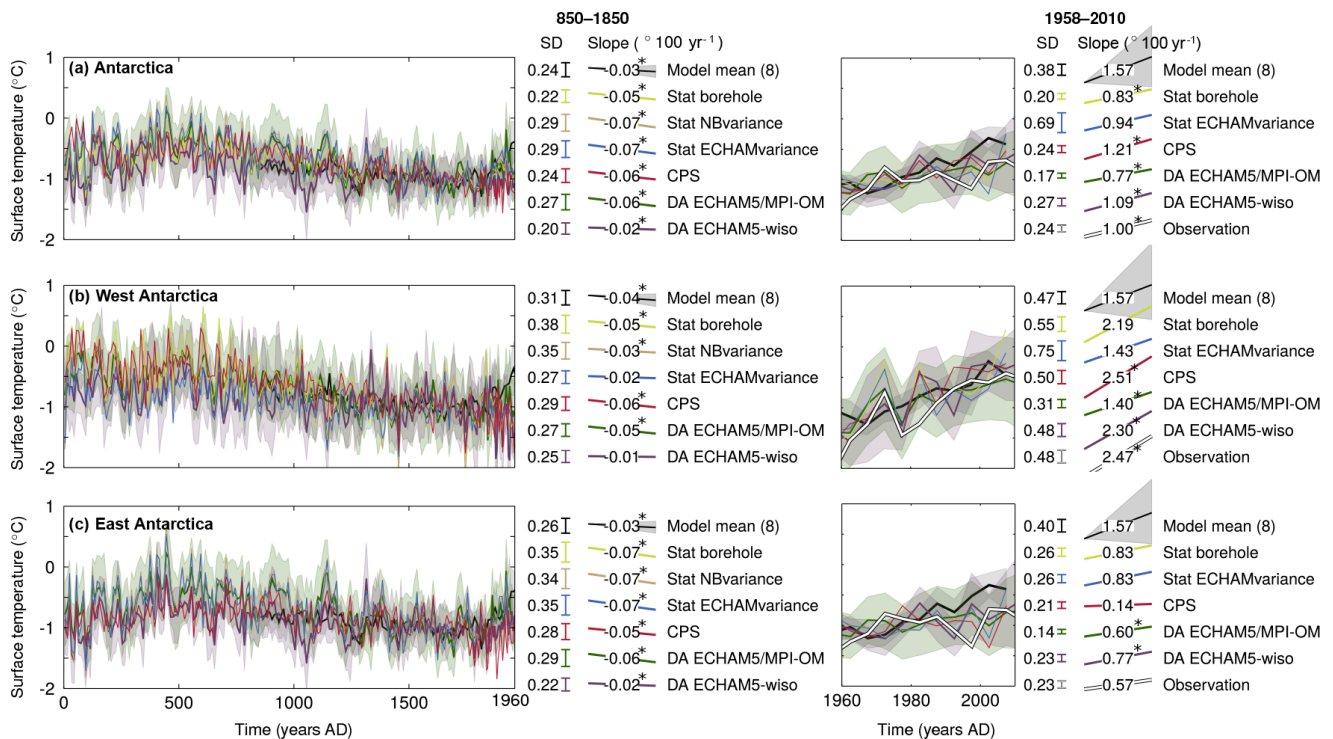 850–1850
1958–2010
SD Slope (° 100 yr⁻¹)
SD Slope (° 100 yr⁻¹)
Surface temperature (°C)
1
0
-1
-2
(a) Antarctica
0.24 -0.03* Model mean (8)
0.22 -0.05* Stat borehole
0.29 -0.07* Stat NBvariance
0.29 -0.07* Stat ECHAMvariance
0.24 -0.06* CPS
0.27 -0.06* DA ECHAM5/MPI-OM
0.20 -0.02* DA ECHAM5-wiso
0.38 1.57 Model mean (8)
0.20 0.83* Stat borehole
0.69 0.94 Stat ECHAMvariance
0.24 1.21* CPS
0.17 0.77* DA ECHAM5/MPI-OM
0.27 1.09* DA ECHAM5-wiso
0.24 1.00* Observation
Surface temperature (°C)
1
0
-1
-2
(b) West Antarctica
0.31 -0.04* Model mean (8)
0.38 -0.05* Stat borehole
0.35 -0.03* Stat NBvariance
0.27 -0.02 Stat ECHAMvariance
0.29 -0.06* CPS
0.27 -0.05* DA ECHAM5/MPI-OM
0.25 -0.01 DA ECHAM5-wiso
0.47 1.57 Model mean (8)
0.55 2.19 Stat borehole
0.75 1.43 Stat ECHAMvariance
0.50 2.51* CPS
0.31 1.40* DA ECHAM5/MPI-OM
0.48 2.30* DA ECHAM5-wiso
0.48 2.47* Observation
Surface temperature (°C)
1
0
-1
-2
(c) East Antarctica
0.26 -0.03* Model mean (8)
0.35 -0.07* Stat borehole
0.34 -0.07* Stat NBvariance
0.35 -0.07* Stat ECHAMvariance
0.28 -0.05* CPS
0.29 -0.06* DA ECHAM5/MPI-OM
0.22 -0.02* DA ECHAM5-wiso
0.40 1.57 Model mean (8)
0.26 0.83 Stat borehole
0.26 0.83 Stat ECHAMvariance
0.21 0.14 CPS
0.14 0.60* DA ECHAM5/MPI-OM
0.23 0.77* DA ECHAM5-wiso
0.23 0.57 Observation
0 500 1000 1500 1960
1960 1980 2000
Time (years AD)
Time (years AD)